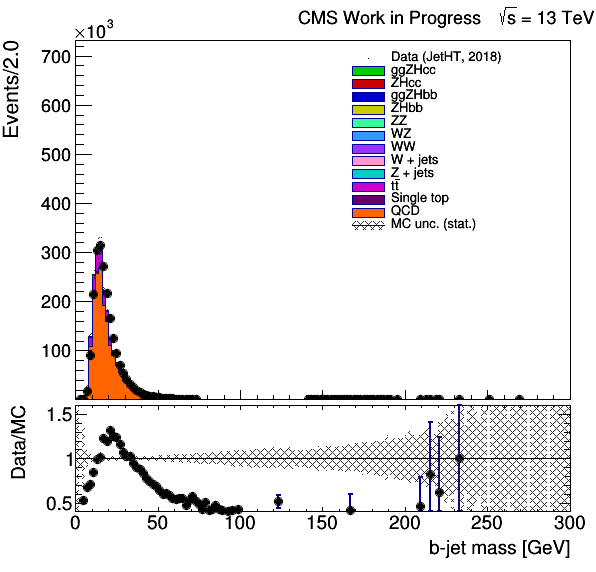 CMS Work in Progress √s = 13 TeV
×10³
Events/2.0
700
600
500
400
300
200
100
Data (JetHT, 2018)
ggZHcc
ZHcc
ggZHbb
ZHbb
ZZ
WZ
WW
W + jets
Z + jets
tt̄
Single top
QCD
MC unc. (stat.)
Data/MC
1.5
1
0.5
0 50 100 150 200 250 300
b-jet mass [GeV]